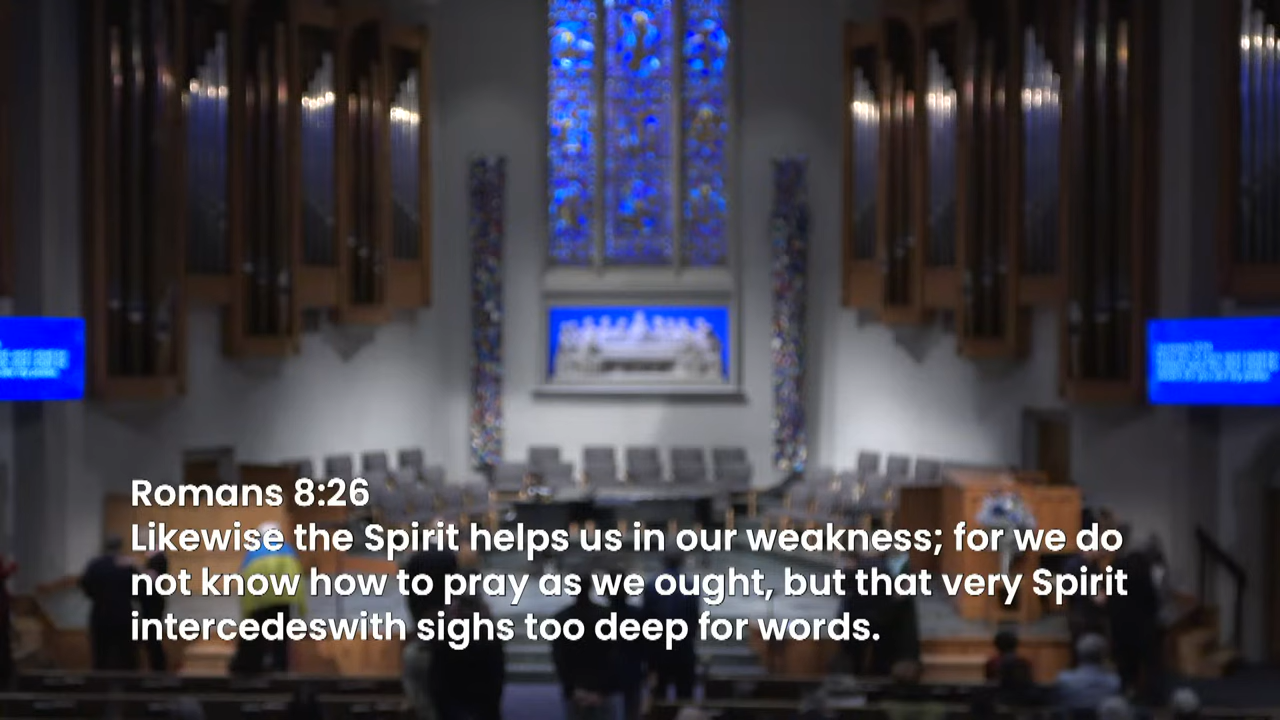 Romans 8:26
Likewise the Spirit helps us in our weakness; for we do
not know how to pray as we ought, but that very Spirit
intercedeswith sighs too deep for words.